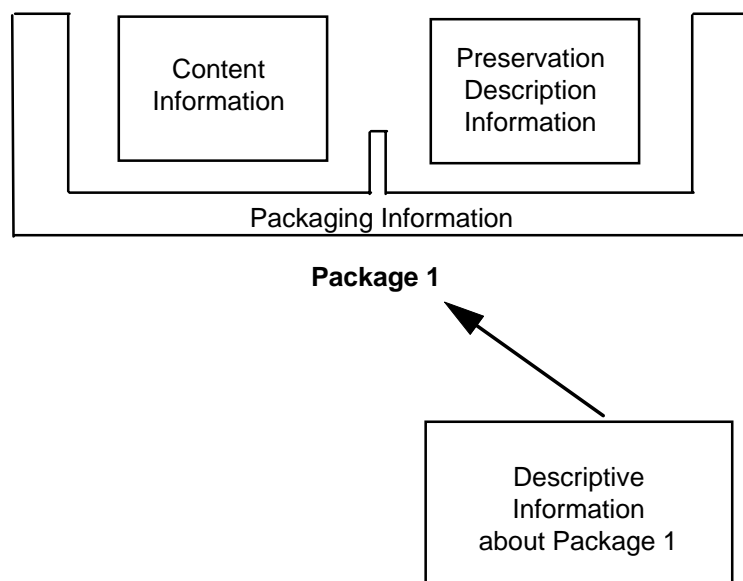 Content
Information
Preservation
Description
Information
Packaging Information
Package 1
Descriptive
Information
about Package 1